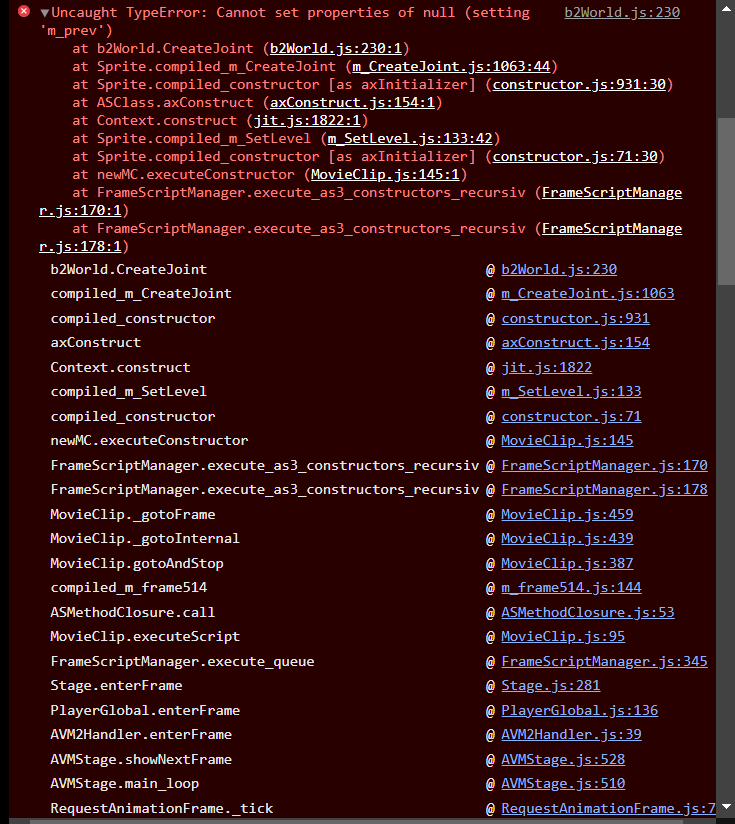 Uncaught TypeError: Cannot set properties of null (setting b2World.js:230
'm_prev')
at b2World.CreateJoint (b2World.js:230:1)
at Sprite.compiled_m_CreateJoint (m_CreateJoint.js:1063:44)
at Sprite.compiled_constructor [as axInitializer] (constructor.js:931:30)
at ASClass.axConstruct (axConstruct.js:154:1)
at Context.construct (jit.js:1822:1)
at Sprite.compiled_m_SetLevel (m_SetLevel.js:133:42)
at Sprite.compiled_constructor [as axInitializer] (constructor.js:71:30)
at newMC.executeConstructor (MovieClip.js:145:1)
at FrameScriptManager.execute_as3_constructors_recursiv (FrameScriptManage
r.js:170:1)
at FrameScriptManager.execute_as3_constructors_recursiv (FrameScriptManage
r.js:178:1)
b2World.CreateJoint @ b2World.js:230
compiled_m_CreateJoint @ m_CreateJoint.js:1063
compiled_constructor @ constructor.js:931
axConstruct @ axConstruct.js:154
Context.construct @ jit.js:1822
compiled_m_SetLevel @ m_SetLevel.js:133
compiled_constructor @ constructor.js:71
newMC.executeConstructor @ MovieClip.js:145
FrameScriptManager.execute_as3_constructors_recursiv @ FrameScriptManager.js:170
FrameScriptManager.execute_as3_constructors_recursiv @ FrameScriptManager.js:178
MovieClip._gotoFrame @ MovieClip.js:459
MovieClip._gotoInternal @ MovieClip.js:439
MovieClip.gotoAndStop @ MovieClip.js:387
compiled_m_frame514 @ m_frame514.js:144
ASMethodClosure.call @ ASMethodClosure.js:53
MovieClip.executeScript @ MovieClip.js:95
FrameScriptManager.execute_queue @ FrameScriptManager.js:345
Stage.enterFrame @ Stage.js:281
PlayerGlobal.enterFrame @ PlayerGlobal.js:136
AVM2Handler.enterFrame @ AVM2Handler.js:39
AVMStage.showNextFrame @ AVMStage.js:528
AVMStage.main_loop @ AVMStage.js:510
RequestAnimationFrame._tick @ RequestAnimationFrame.js:7